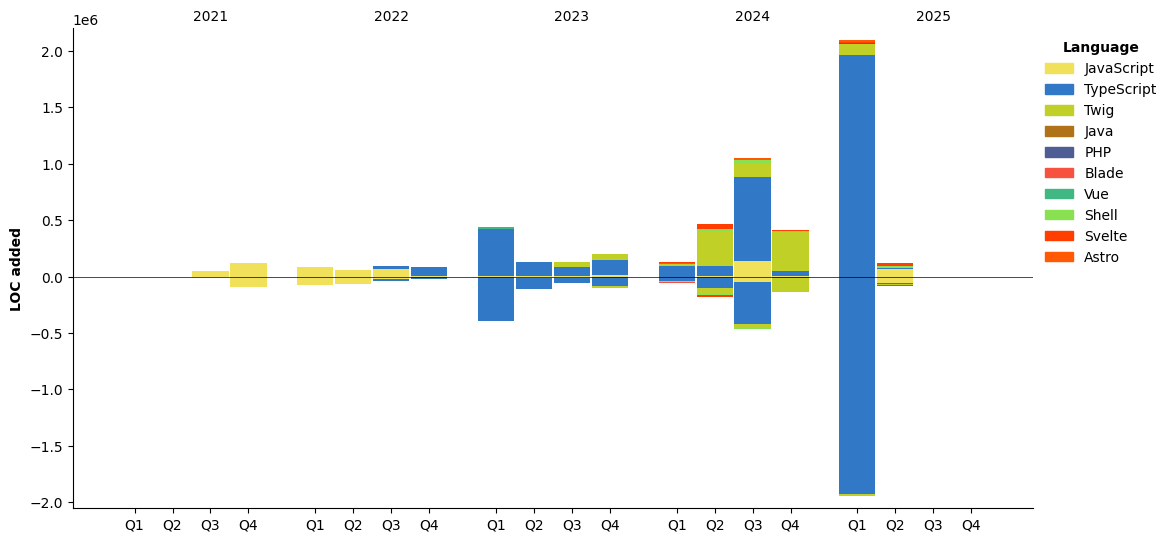 1e6
2021 2022 2023 2024 2025
2.0
1.5
1.0
0.5
0.0
−0.5
−1.0
−1.5
−2.0
LOC added
Q1 Q2 Q3 Q4 Q1 Q2 Q3 Q4 Q1 Q2 Q3 Q4 Q1 Q2 Q3 Q4 Q1 Q2 Q3 Q4
Language
JavaScript
TypeScript
Twig
Java
PHP
Blade
Vue
Shell
Svelte
Astro